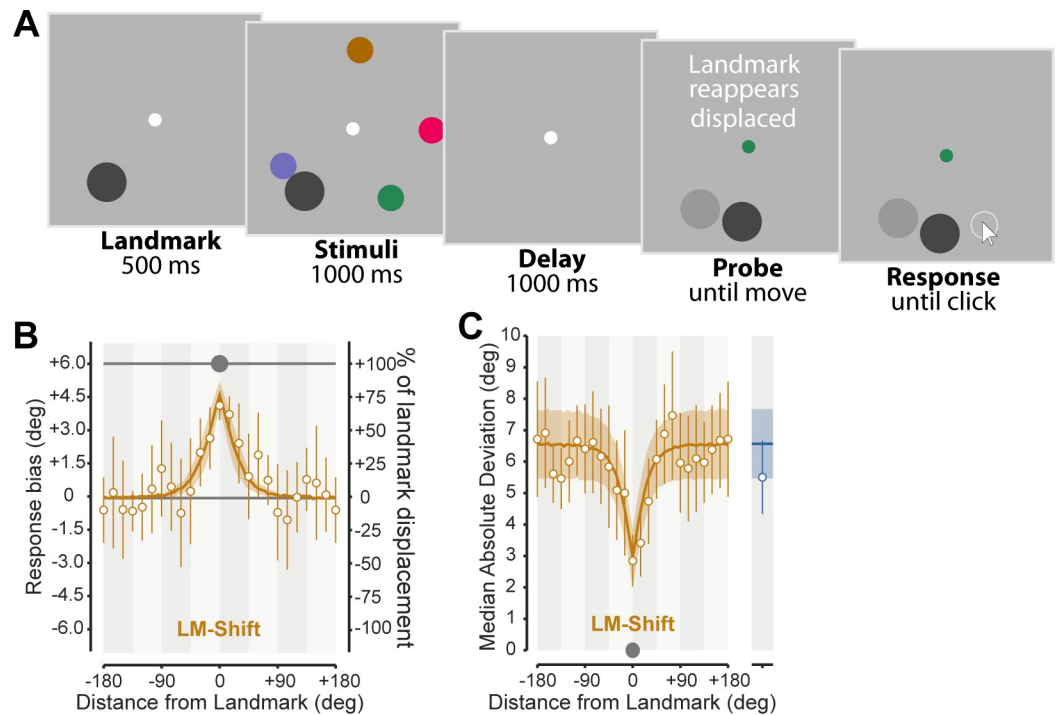 A
Landmark
500 ms
Stimuli
1000 ms
Delay
1000 ms
Landmark
reappears
displaced
Probe
until move
Response
until click
B
Response bias (deg)
+6.0
+4.5
+3.0
+1.5
0
-1.5
-3.0
-4.5
-6.0
% of landmark displacement
+100
+75
+50
+25
0
-25
-50
-75
-100
LM-Shift
-180
-90
0
+90
+180
Distance from Landmark (deg)
C
Median Absolute Deviation (deg)
10
9
8
7
6
5
4
3
2
1
0
LM-Shift
-180
-90
0
+90
+180
Distance from Landmark (deg)